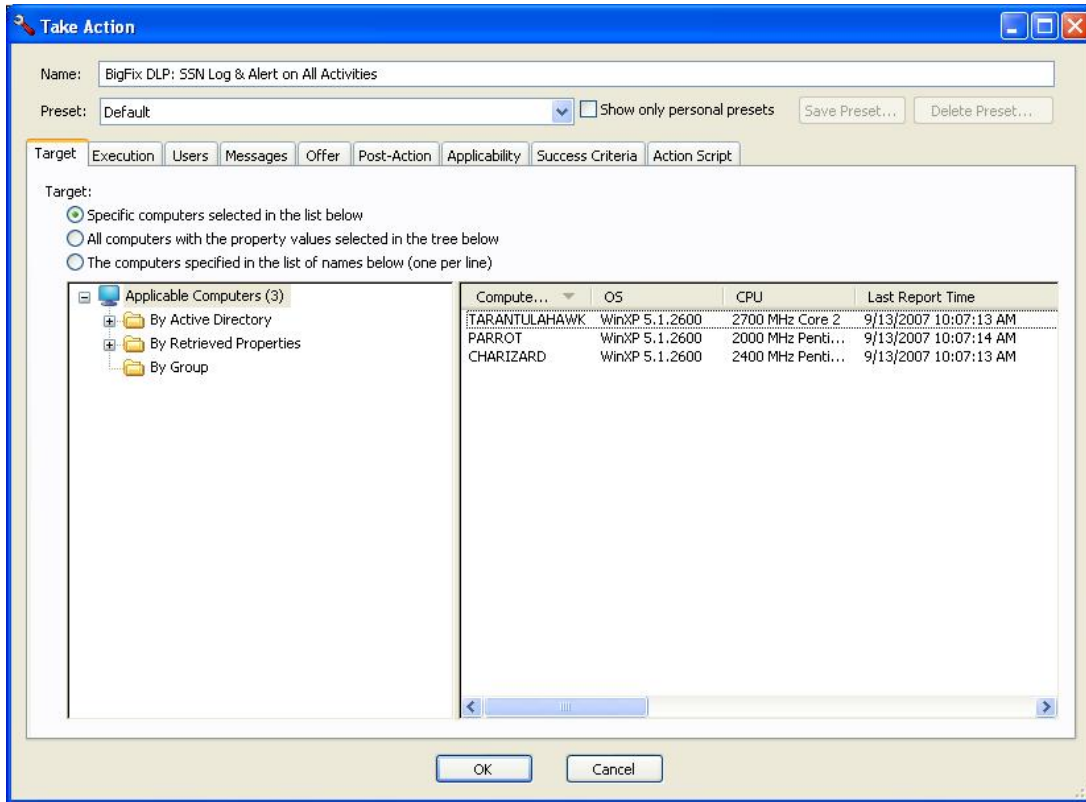 Take Action
Name: BigFix DLP: SSN Log & Alert on All Activities
Preset: Default Show only personal presets Save Preset... Delete Preset...
Target Execution Users Messages Offer Post-Action Applicability Success Criteria Action Script
Target:
Specific computers selected in the list below
All computers with the property values selected in the tree below
The computers specified in the list of names below (one per line)
Applicable Computers (3)
By Active Directory
By Retrieved Properties
By Group
Compute... OS CPU Last Report Time
TARANTULAHAWK WinXP 5.1.2600 2700 MHz Core 2 9/13/2007 10:07:13 AM
PARROT WinXP 5.1.2600 2000 MHz Penti... 9/13/2007 10:07:14 AM
CHARIZARD WinXP 5.1.2600 2400 MHz Penti... 9/13/2007 10:07:13 AM
OK Cancel